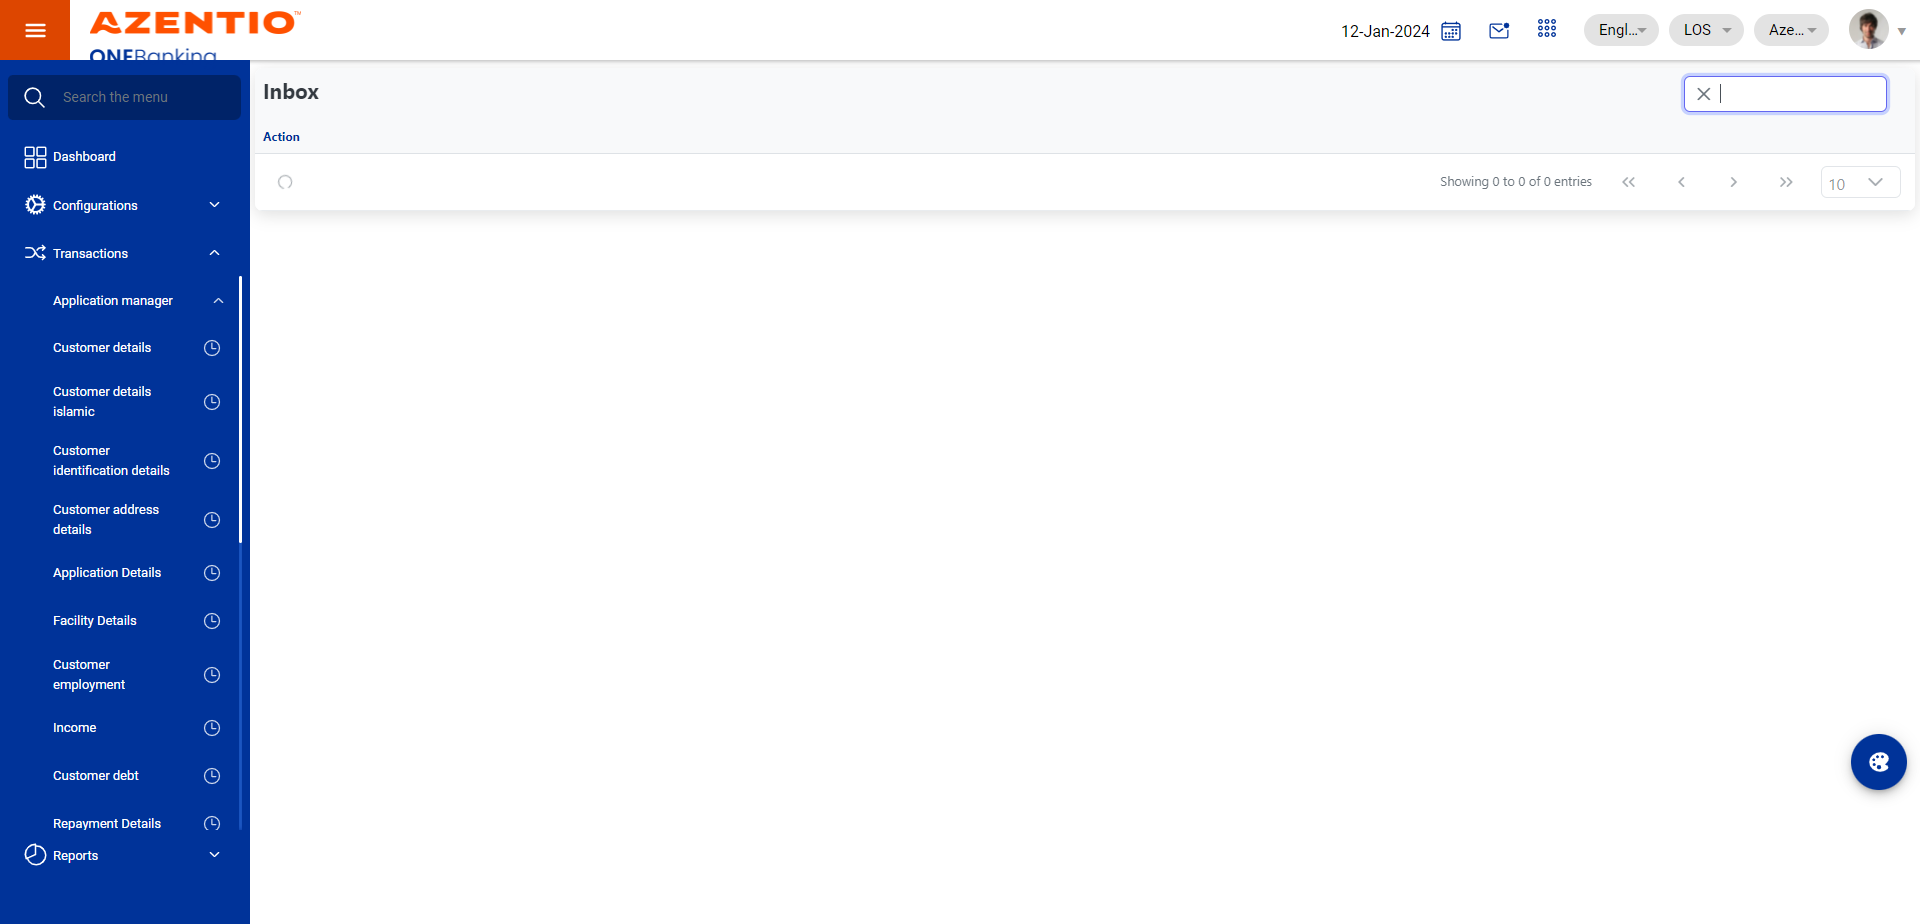 AZENTIO™
ONEBanking
12-Jan-2024
Engl...
LOS
Aze...
Search the menu
Dashboard
Configurations
Transactions
Application manager
Customer details
Customer details
islamic
Customer
identification details
Customer address
details
Application Details
Facility Details
Customer
employment
Income
Customer debt
Repayment Details
Reports
Inbox
Action
Showing 0 to 0 of 0 entries
10